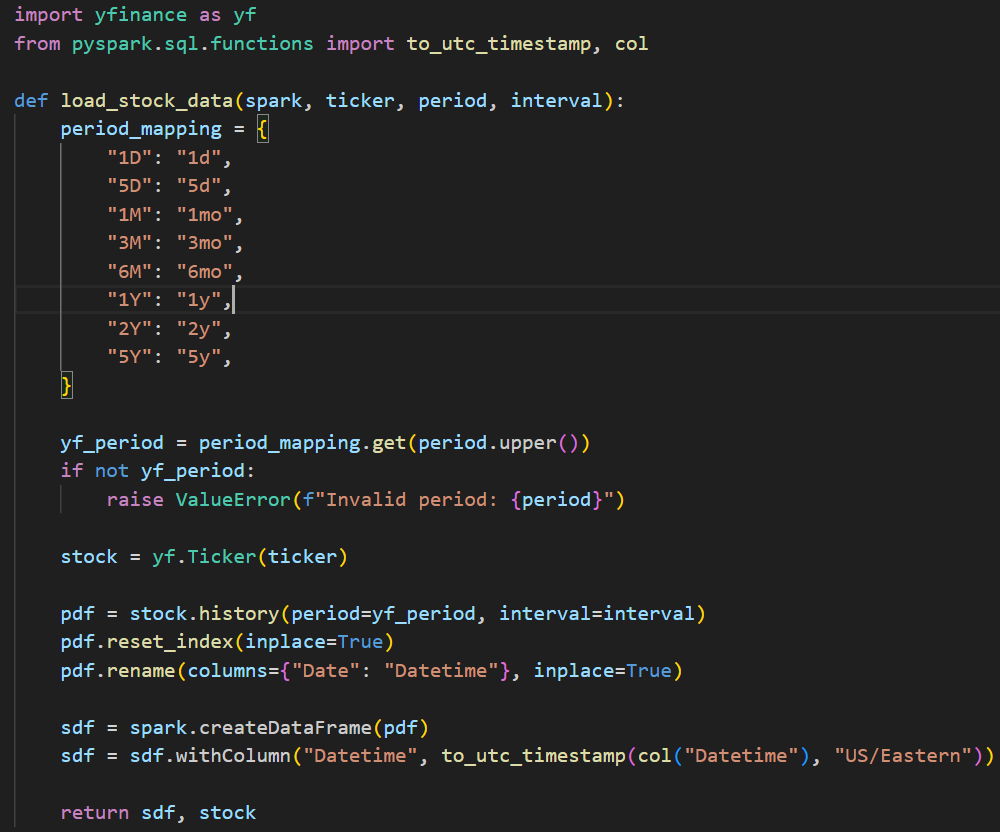 import yfinance as yf
from pyspark.sql.functions import to_utc_timestamp, col

def load_stock_data(spark, ticker, period, interval):
    period_mapping = {
        "1D": "1d",
        "5D": "5d",
        "1M": "1mo",
        "3M": "3mo",
        "6M": "6mo",
        "1Y": "1y",
        "2Y": "2y",
        "5Y": "5y",
    }

    yf_period = period_mapping.get(period.upper())
    if not yf_period:
        raise ValueError(f"Invalid period: {period}")

    stock = yf.Ticker(ticker)

    pdf = stock.history(period=yf_period, interval=interval)
    pdf.reset_index(inplace=True)
    pdf.rename(columns={"Date": "Datetime"}, inplace=True)

    sdf = spark.createDataFrame(pdf)
    sdf = sdf.withColumn("Datetime", to_utc_timestamp(col("Datetime"), "US/Eastern"))

    return sdf, stock